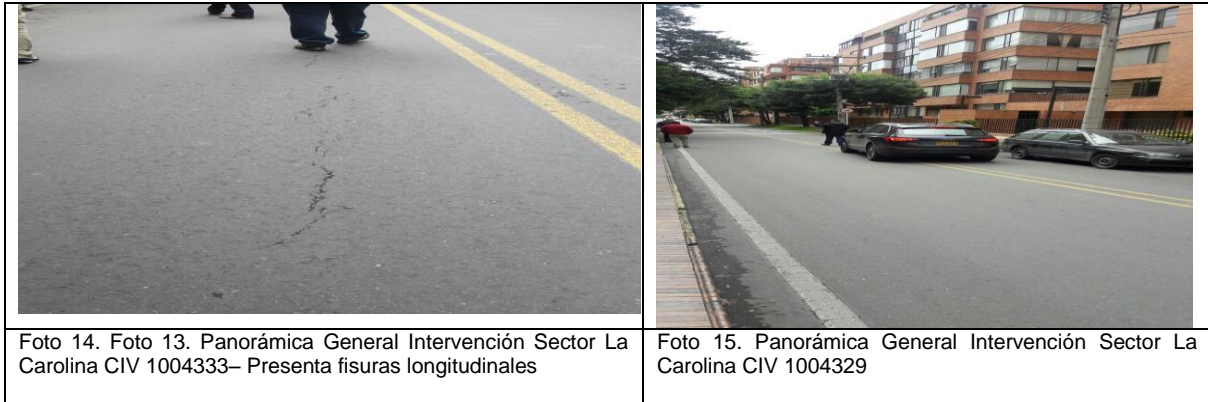 Foto 14. Foto 13. Panorámica General Intervención Sector La
Carolina CIV 1004333– Presenta fisuras longitudinales
Foto 15. Panorámica General Intervención Sector La
Carolina CIV 1004329